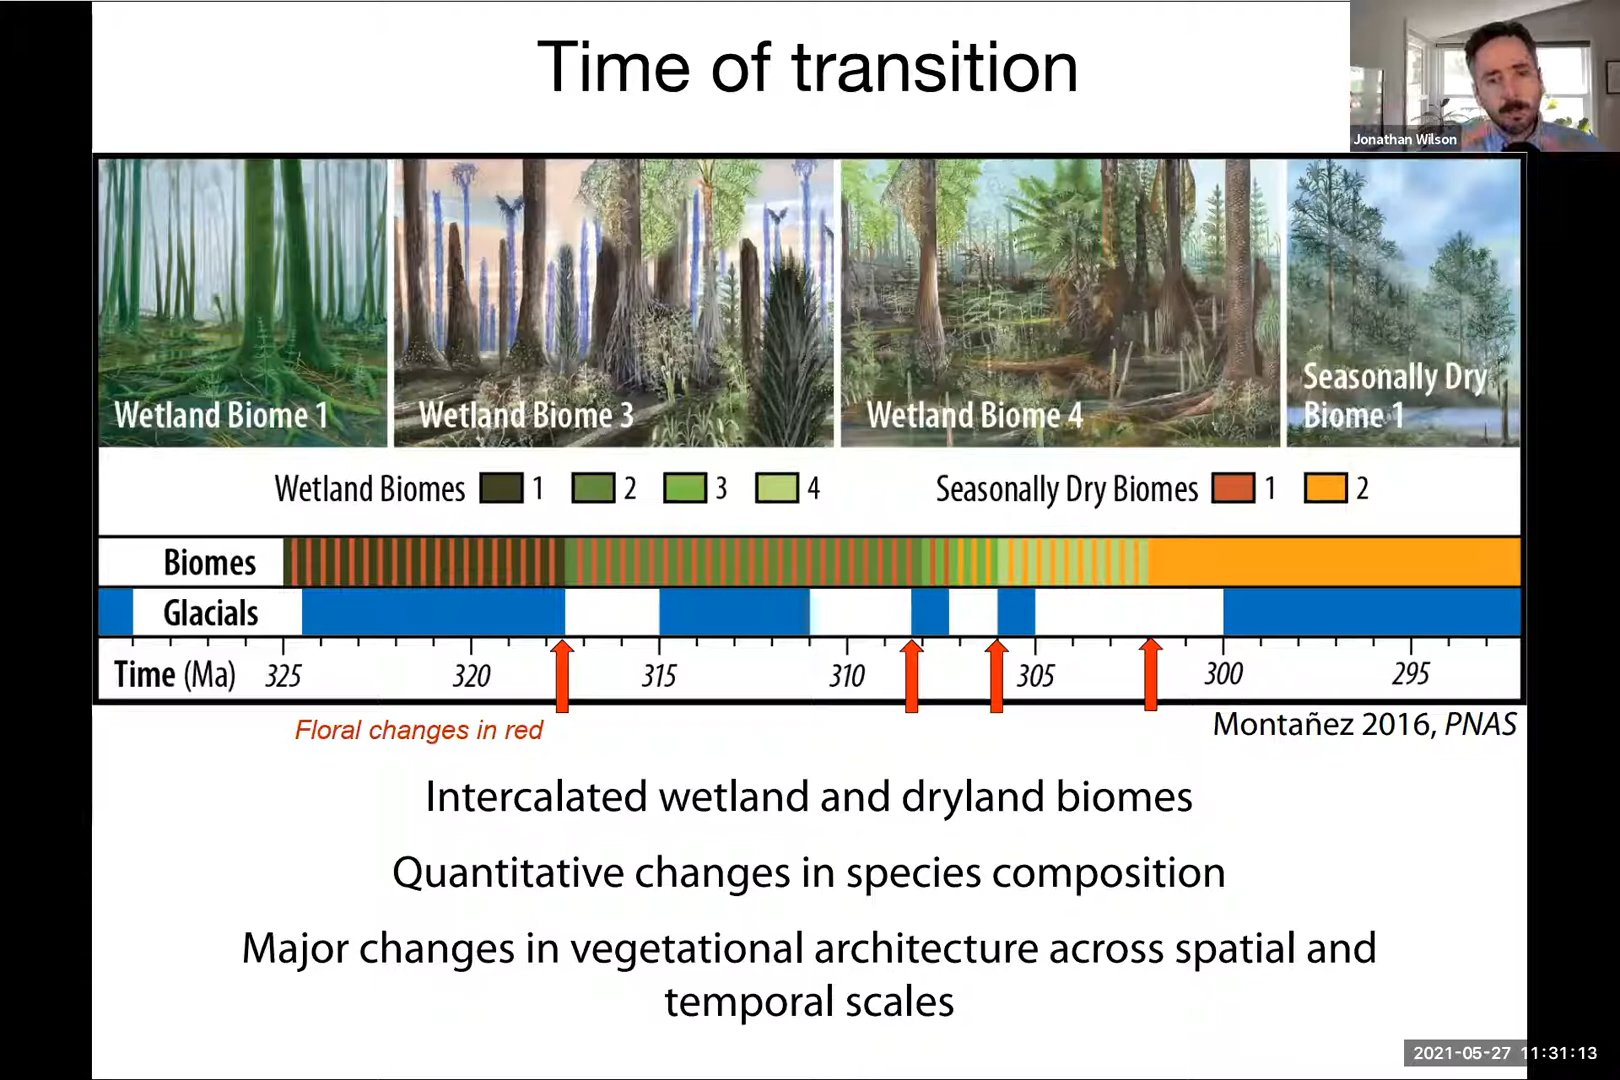 Time of transition
Jonathan Wilson
Wetland Biome 1
Wetland Biome 3
Wetland Biome 4
Seasonally Dry
Biome 1
Wetland Biomes 1 2 3 4 Seasonally Dry Biomes 1 2
Biomes
Glacials
Time (Ma) 325 320 315 310 305 300 295
Floral changes in red
Montañez 2016, PNAS
Intercalated wetland and dryland biomes
Quantitative changes in species composition
Major changes in vegetational architecture across spatial and
temporal scales
2021-05-27 11:31:13